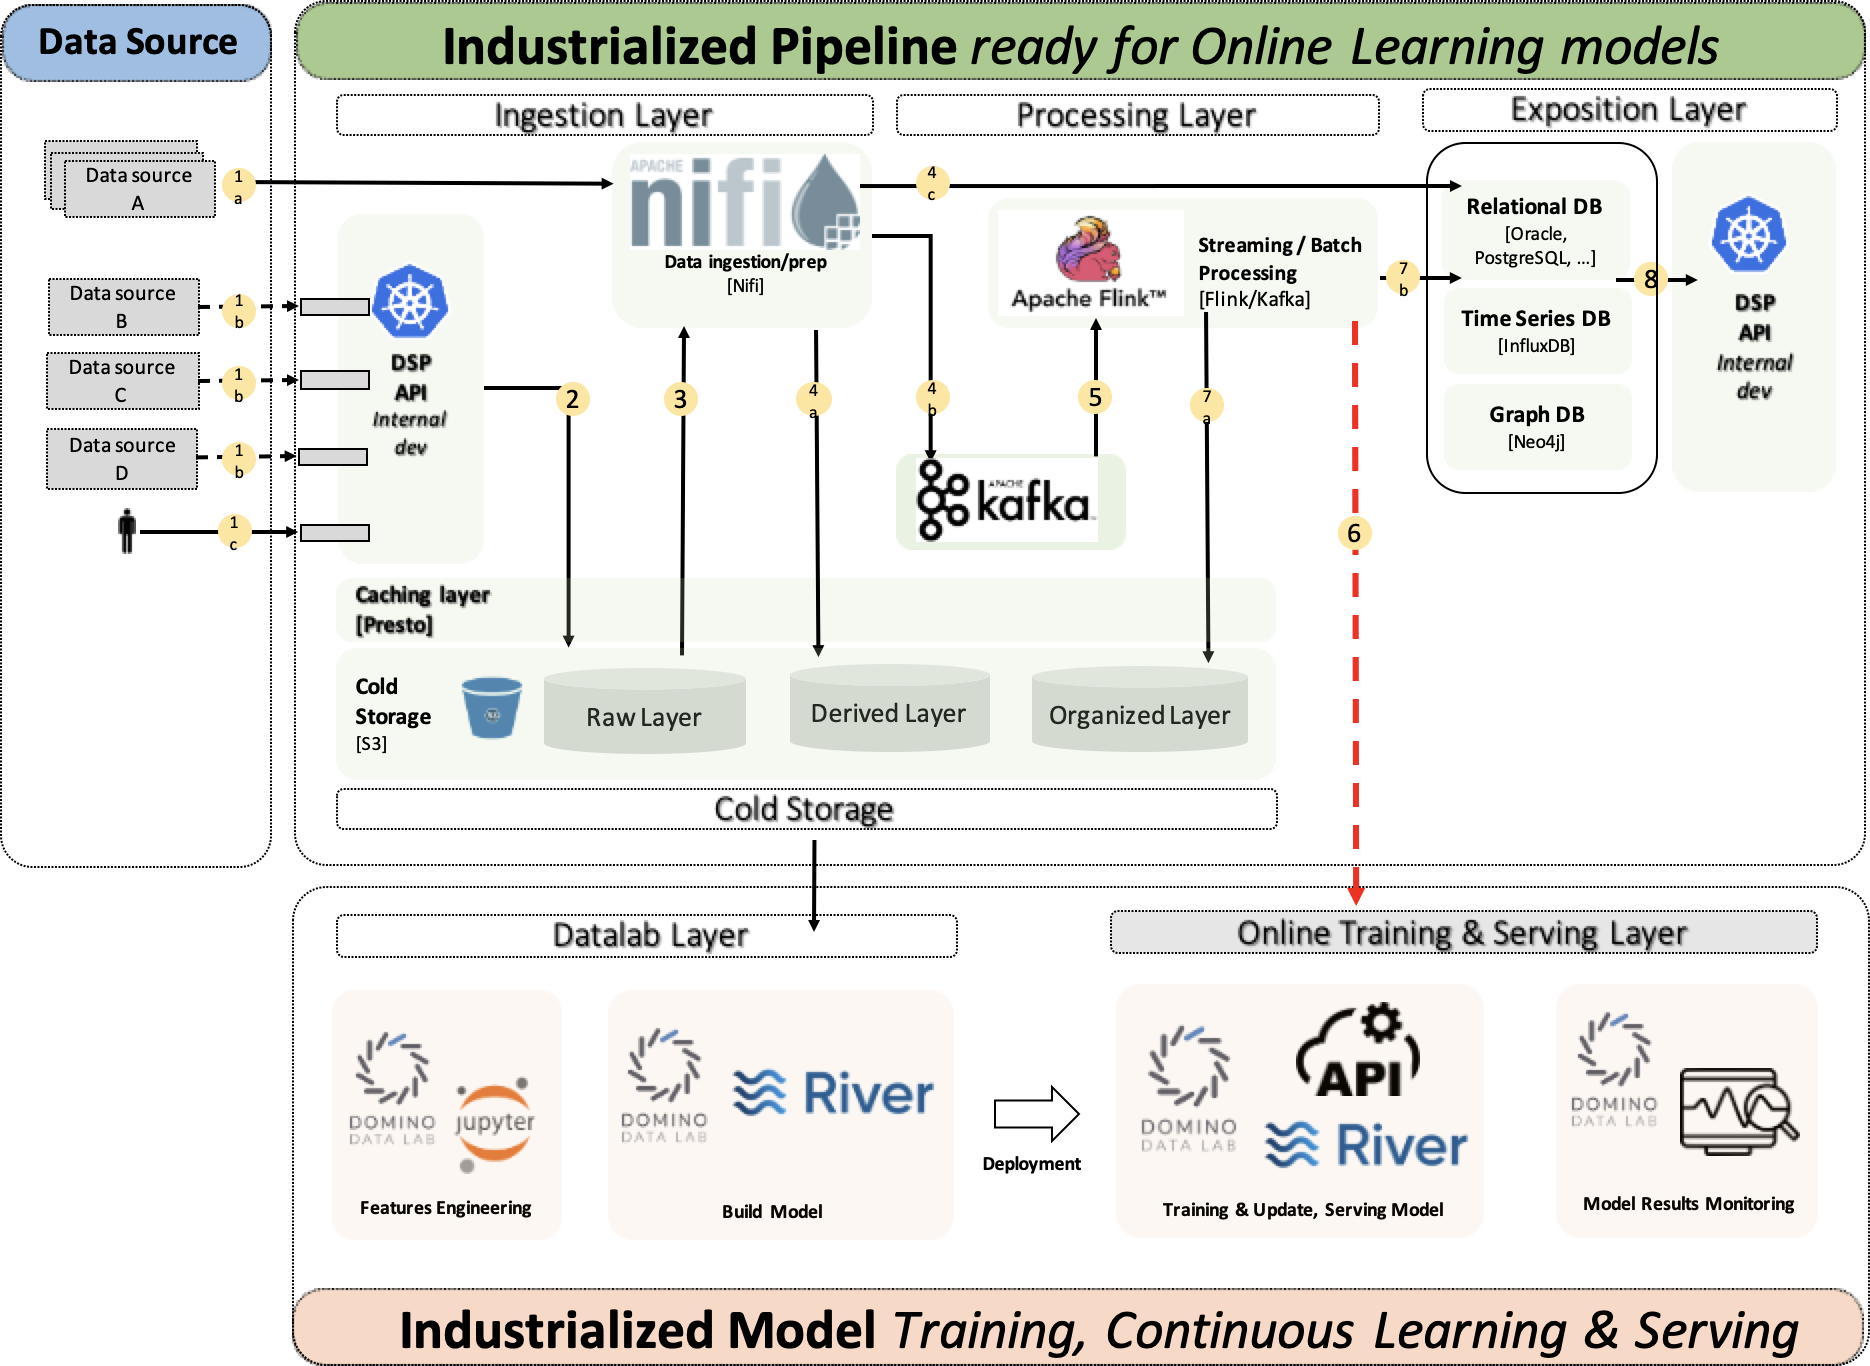 Data Source
Industrialized Pipeline ready for Online Learning models
Ingestion Layer
Processing Layer
Exposition Layer
Data source
A
1
a
APACHE
nifi
Data ingestion/prep
[Nifi]
4
c
Apache Flink™
Streaming / Batch
Processing
[Flink/Kafka]
7
b
Relational DB
[Oracle,
PostgreSQL, ...]
8
Time Series DB
[InfluxDB]
Graph DB
[Neo4j]
DSP
API
Internal
dev
Data source
B
1
b
Data source
C
1
b
Data source
D
1
b
1
c
DSP
API
Internal
dev
2
3
4
a
4
b
5
7
a
6
APACHE
kafka
Caching layer
[Presto]
Cold
Storage
[S3]
Raw Layer
Derived Layer
Organized Layer
Cold Storage
Datalab Layer
Online Training & Serving Layer
DOMINO
DATA LAB
jupyter
Features Engineering
DOMINO
DATA LAB
River
Build Model
Deployment
DOMINO
DATA LAB
API
River
Training & Update, Serving Model
DOMINO
DATA LAB
Model Results Monitoring
Industrialized Model Training, Continuous Learning & Serving